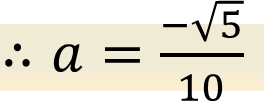 ∴ a = -√5/10